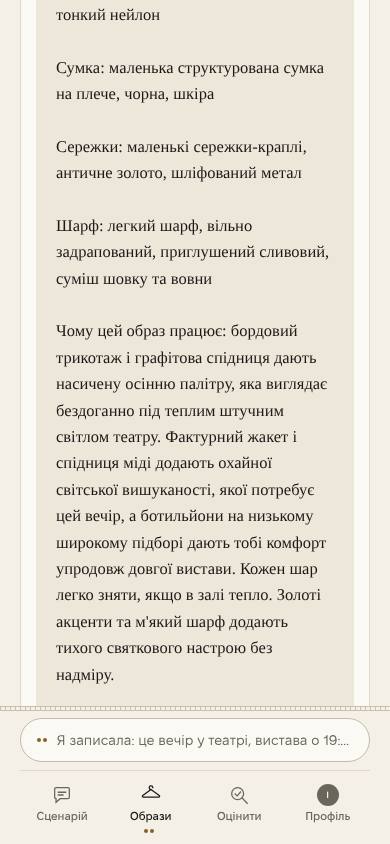 тонкий нейлон
Сумка: маленька структурована сумка
на плече, чорна, шкіра
Сережки: маленькі сережки-краплі,
античне золото, шліфований метал
Шарф: легкий шарф, вільно
задрапований, приглушений сливовий,
суміш шовку та вовни
Чому цей образ працює: бордовий
трикотаж і графітова спідниця дають
насичену осінню палітру, яка виглядає
бездоганно під теплим штучним
світлом театру. Фактурний жакет і
спідниця міді додають охайної
світської вишуканості, якої потребує
цей вечір, а ботильйони на низькому
широкому підборі дають тобі комфорт
упродовж довгої вистави. Кожен шар
легко зняти, якщо в залі тепло. Золоті
акценти та м'який шарф додають
тихого святкового настрою без
надміру.
Я записала: це вечір у театрі, вистава о 19:...
І
Сценарій Образи Оцінити Профіль